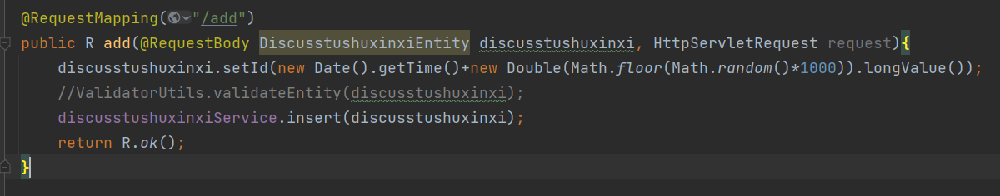 @RequestMapping("/add")
public R add(@RequestBody DiscusstushuxinxiEntity discusstushuxinxi, HttpServletRequest request){
discusstushuxinxi.setId(new Date().getTime()+new Double(Math.floor(Math.random()*1000)).longValue());
//ValidatorUtils.validateEntity(discusstushuxinxi);
discusstushuxinxiService.insert(discusstushuxinxi);
return R.ok();
}